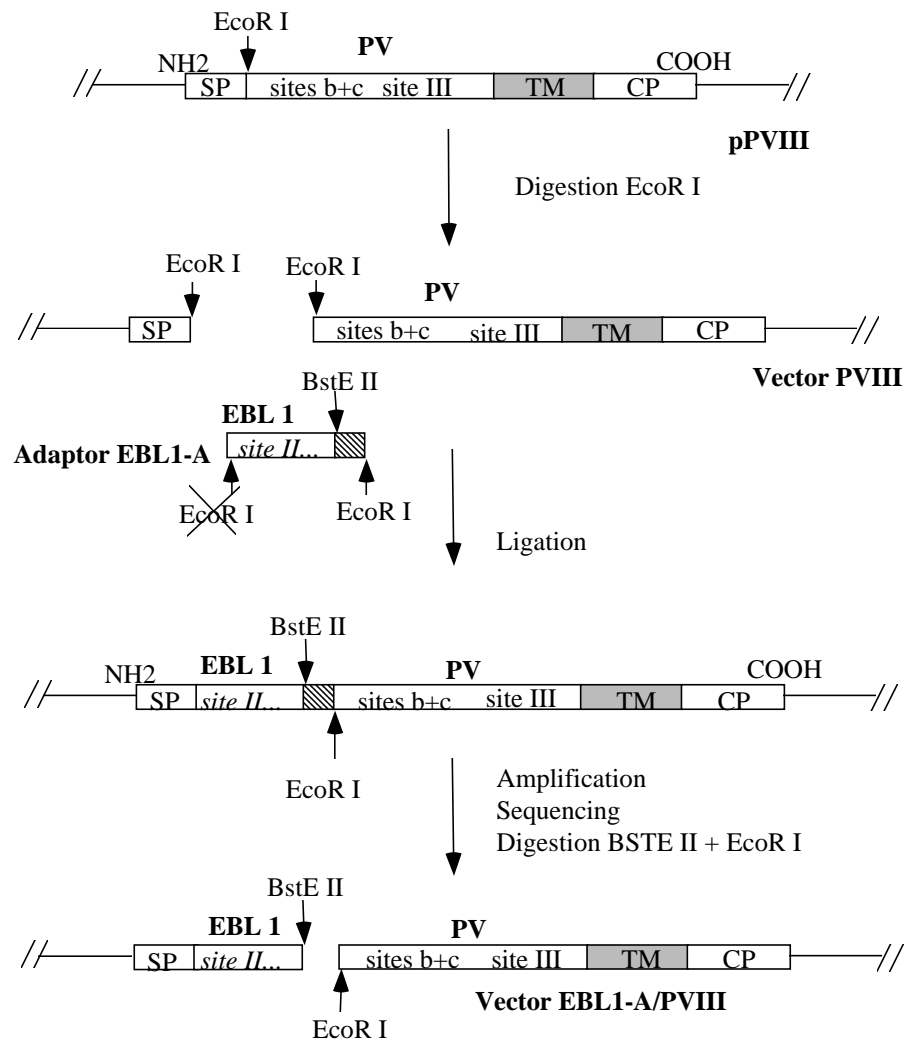 EcoR I
PV
NH2
COOH
SP
sites b+c
site III
TM
CP
pPVIII
Digestion EcoR I
EcoR I
EcoR I
PV
SP
sites b+c
site III
TM
CP
Vector PVIII
BstE II
EBL 1
Adaptor EBL1-A
site II...
EcoR I
EcoR I
Ligation
BstE II
NH2
EBL 1
PV
COOH
SP
site II...
sites b+c
site III
TM
CP
EcoR I
Amplification
Sequencing
Digestion BSTE II + EcoR I
BstE II
EBL 1
PV
SP
site II...
sites b+c
site III
TM
CP
Vector EBL1-A/PVIII
EcoR I